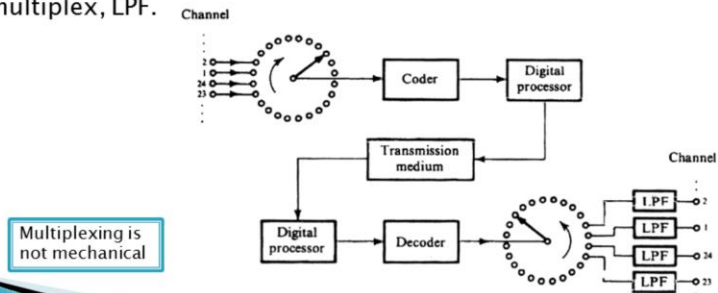 nultiplex, LPF.
Channel
2
1
24
23
Coder
Digital
processor
Transmission
medium
Channel
LPF
2
Multiplexing is
not mechanical
Digital
processor
Decoder
LPF
1
LPF
24
LPF
23